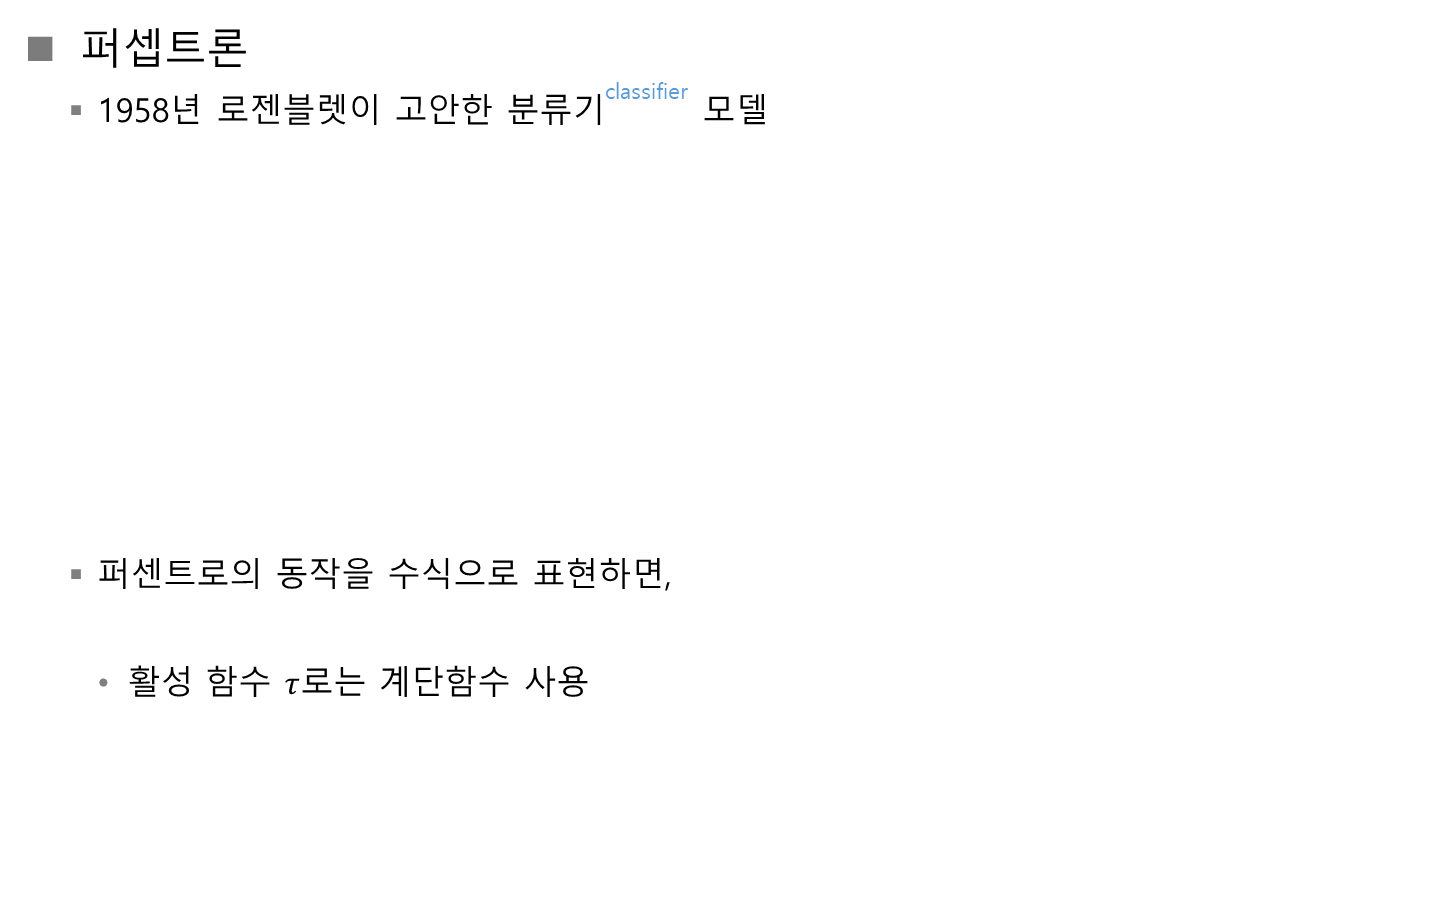 퍼셉트론
1958년 로젠블렛이 고안한 분류기classifier 모델
퍼센트로의 동작을 수식으로 표현하면,
활성 함수 τ로는 계단함수 사용